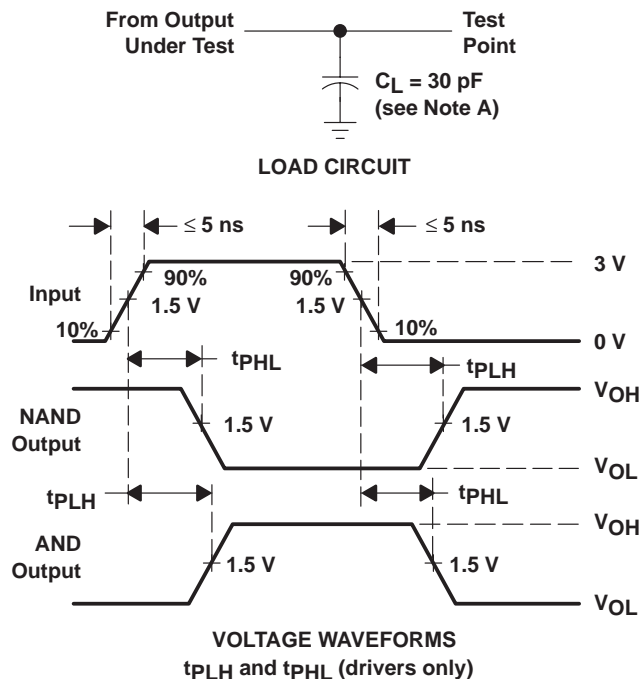 From Output
Under Test
Test
Point
CL = 30 pF
(see Note A)
LOAD CIRCUIT
≤ 5 ns
≤ 5 ns
3 V
90%
90%
Input
1.5 V
1.5 V
10%
10%
0 V
tPHL
tPLH
VOH
NAND
Output
1.5 V
1.5 V
VOL
tPLH
tPHL
VOH
AND
Output
1.5 V
1.5 V
VOL
VOLTAGE WAVEFORMS
tPLH and tPHL (drivers only)